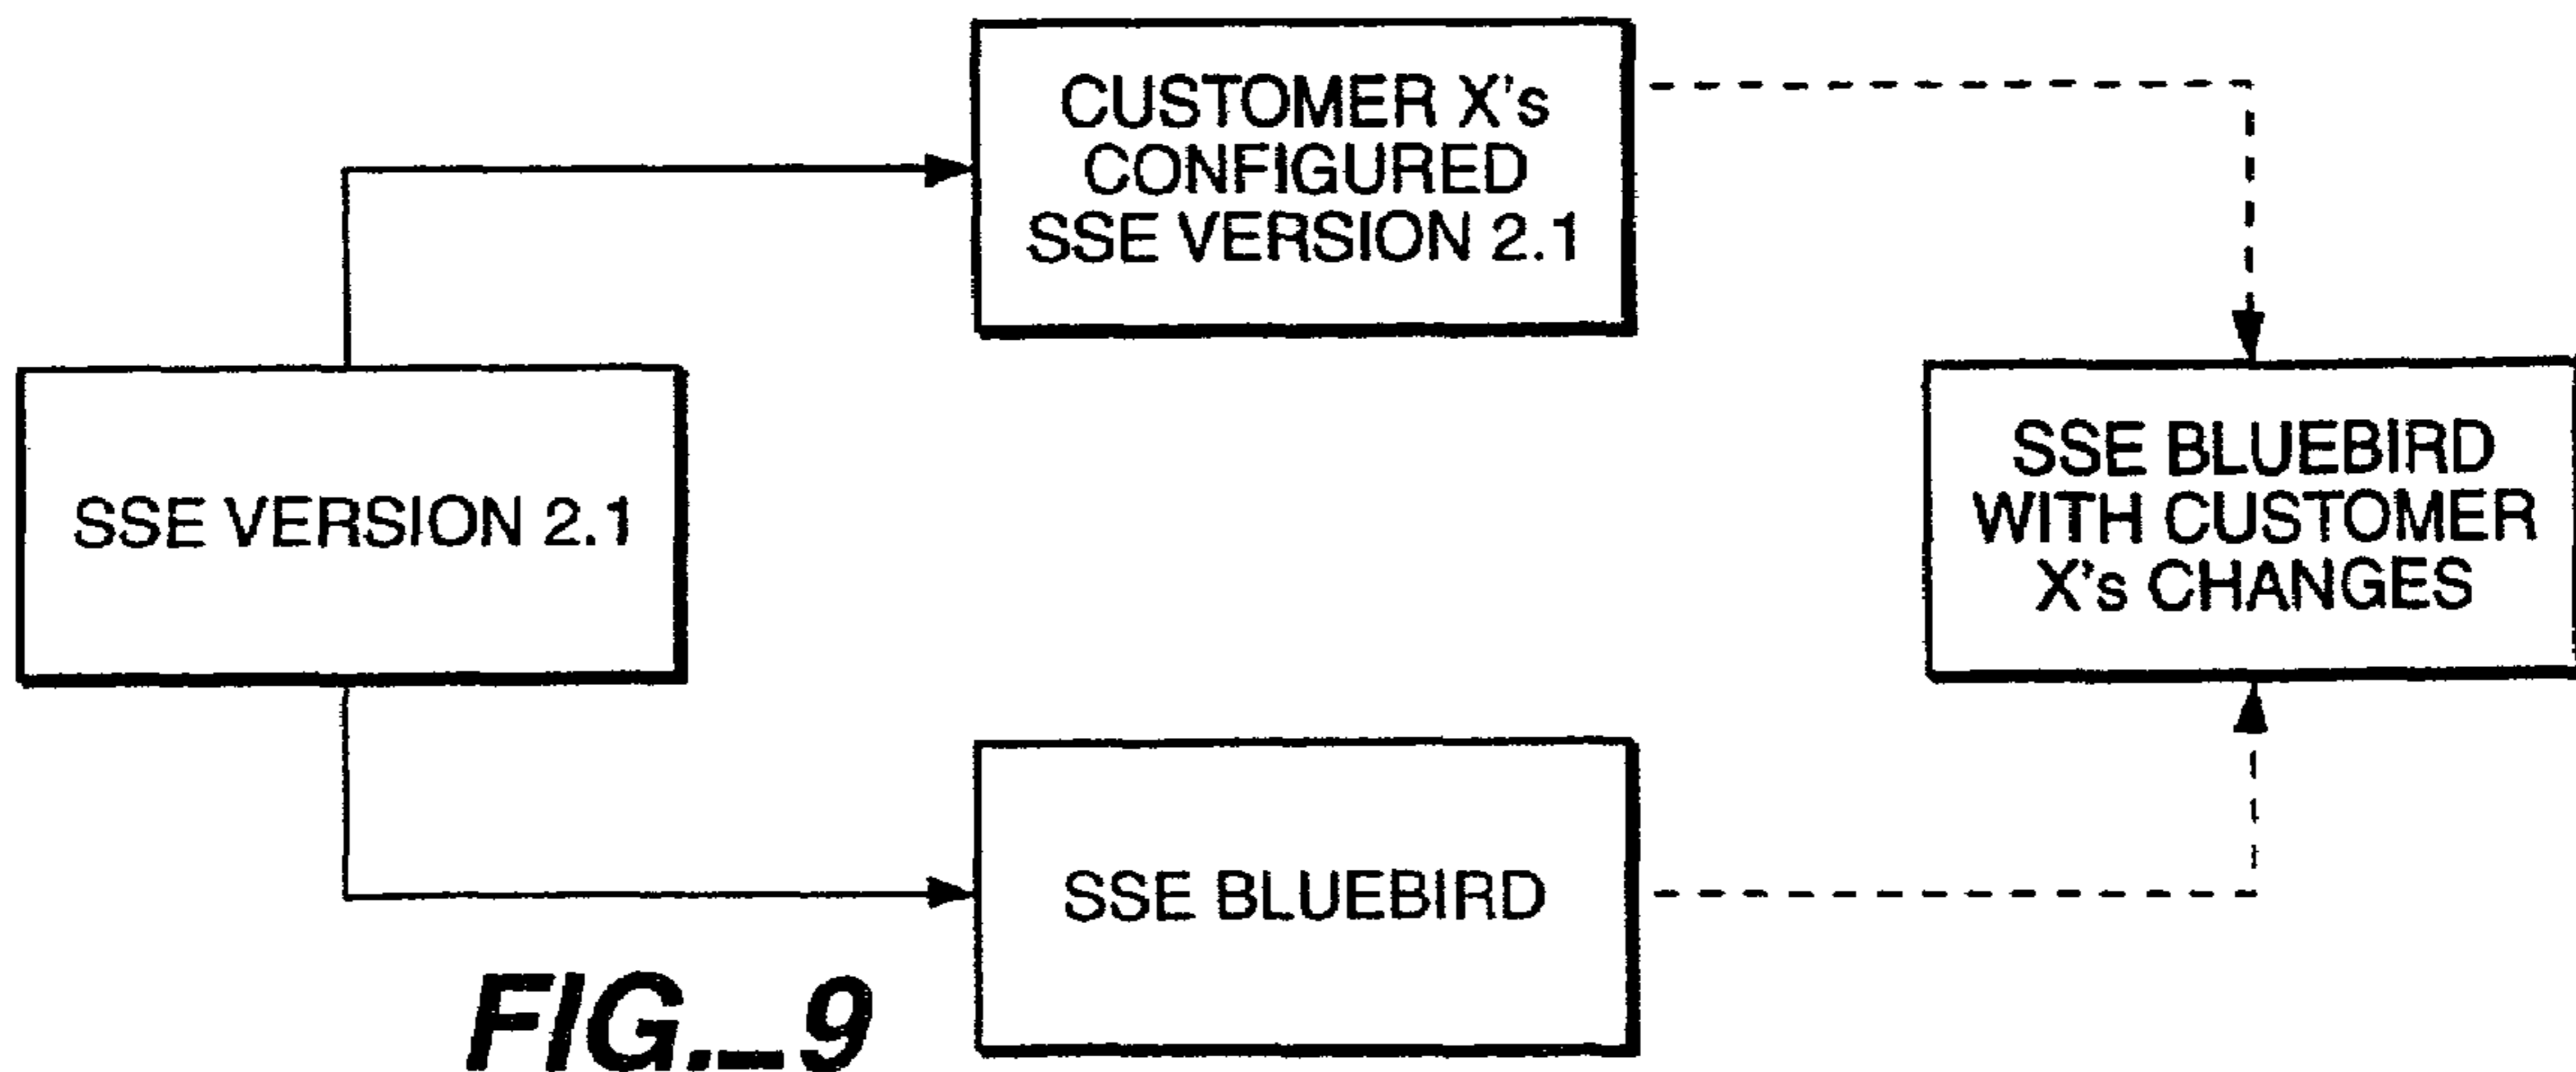 CUSTOMER X's
CONFIGURED
SSE VERSION 2.1
SSE VERSION 2.1
SSE BLUEBIRD
WITH CUSTOMER
X's CHANGES
SSE BLUEBIRD
FIG._9